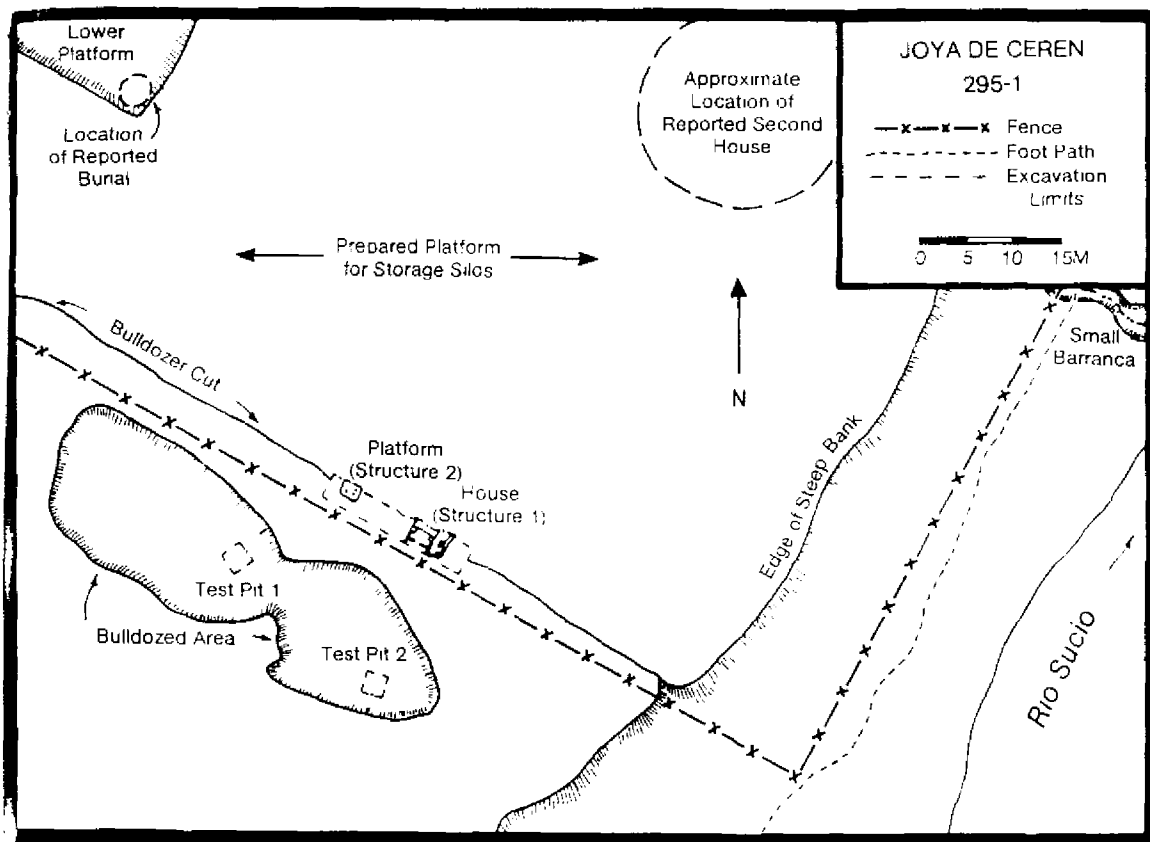 Lower
Platform
Location
of Reported
Burial
Approximate
Location of
Reported Second
House
JOYA DE CEREN
295-1
Fence
Foot Path
Excavation
Limits
0 5 10 15M
Prepared Platform
for Storage Silos
N
Small
Barranca
Bulldozer Cut
Platform
(Structure 2)
House
(Structure 1)
Edge of Steep Bank
Test Pit 1
Bulldozed Area
Test Pit 2
Rio Sucio